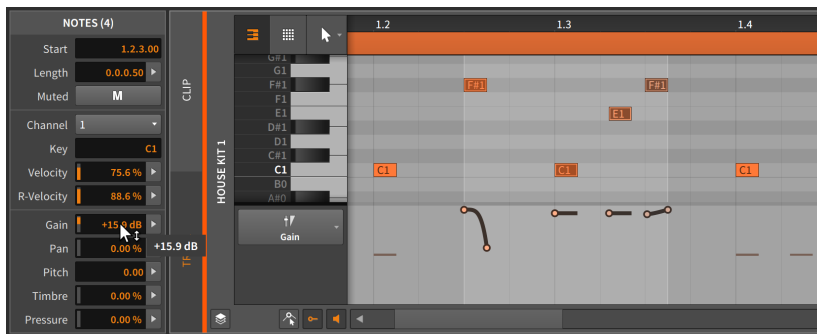 NOTES (4)
Start 1.2.3.00
Length 0.0.0.50
Muted M
Channel 1
Key C1
Velocity 75.6 %
R-Velocity 88.6 %
Gain +15.9 dB
Pan 0.00 %
Pitch 0.00
Timbre 0.00 %
Pressure 0.00 %
+15.9 dB
CLIP
HOUSE KIT 1
1.2 1.3 1.4
G#1
G1
F#1 F#1 F#1
F1
E1 E1
D#1
D1
C#1
C1 C1 C1 C1
B0
A#0
Gain